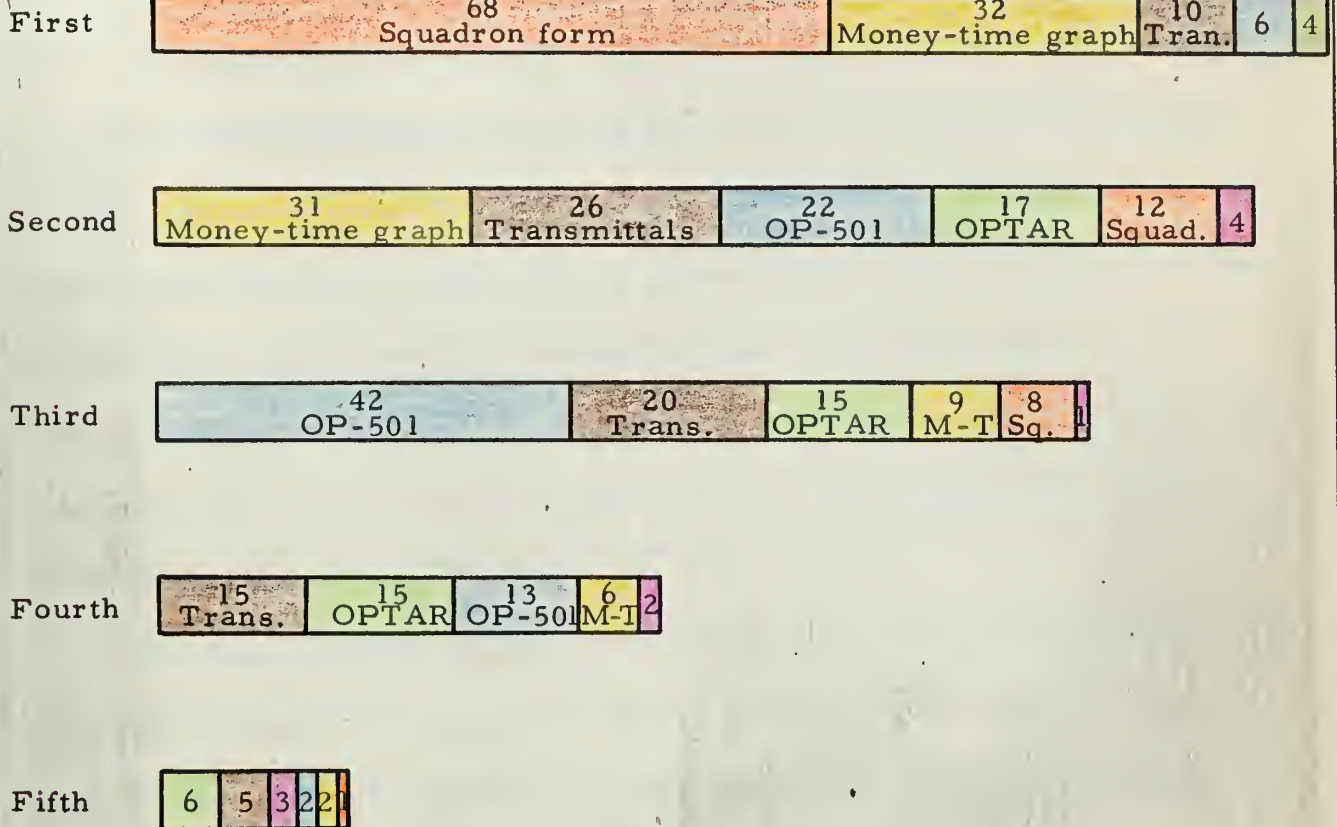 First
68 32 10 6 4
Squadron form Money-time graph Tran.
Second
31 26 22 17 12 4
Money-time graph Transmittals OP-501 OPTAR Squad.
Third
42 20 15 9 8 1
OP-501 Trans. OPTAR M-T Sq.
Fourth
15 15 13 6 2
Trans. OPTAR OP-501 M-T
Fifth
6 5 3 2 2 1